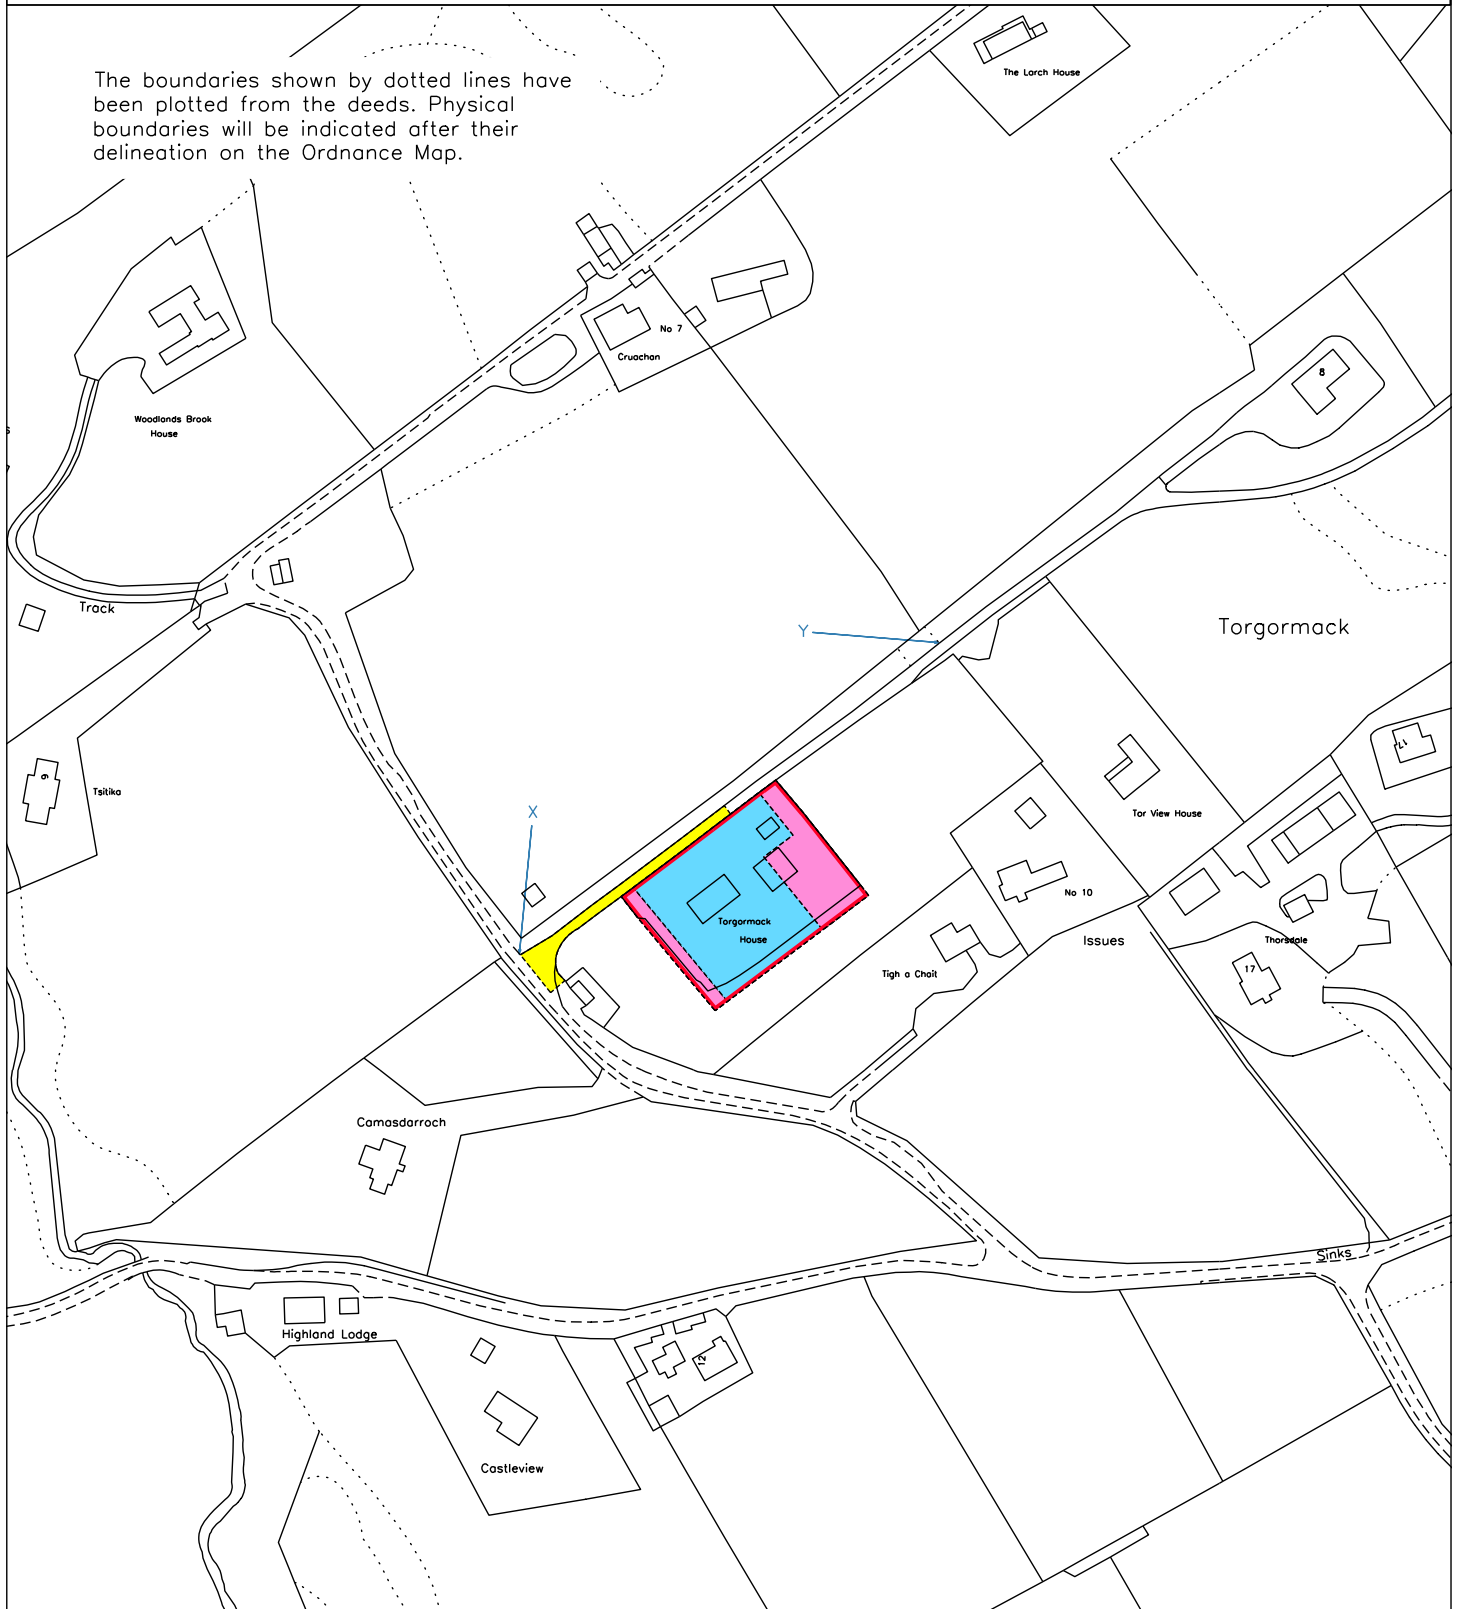 The boundaries shown by dotted lines have
been plotted from the deeds. Physical
boundaries will be indicated after their
delineation on the Ordnance Map.
The Larch House
No 7
Cruachan
8
Woodlands Brook
House
Track
Torgormack
Y
9
Tsitika
X
17
Tor View House
No 10
Torgormack
House
Issues
Thorsdale
Tigh a Chait
17
Camasdarroch
Sinks
Highland Lodge
12
Castleview